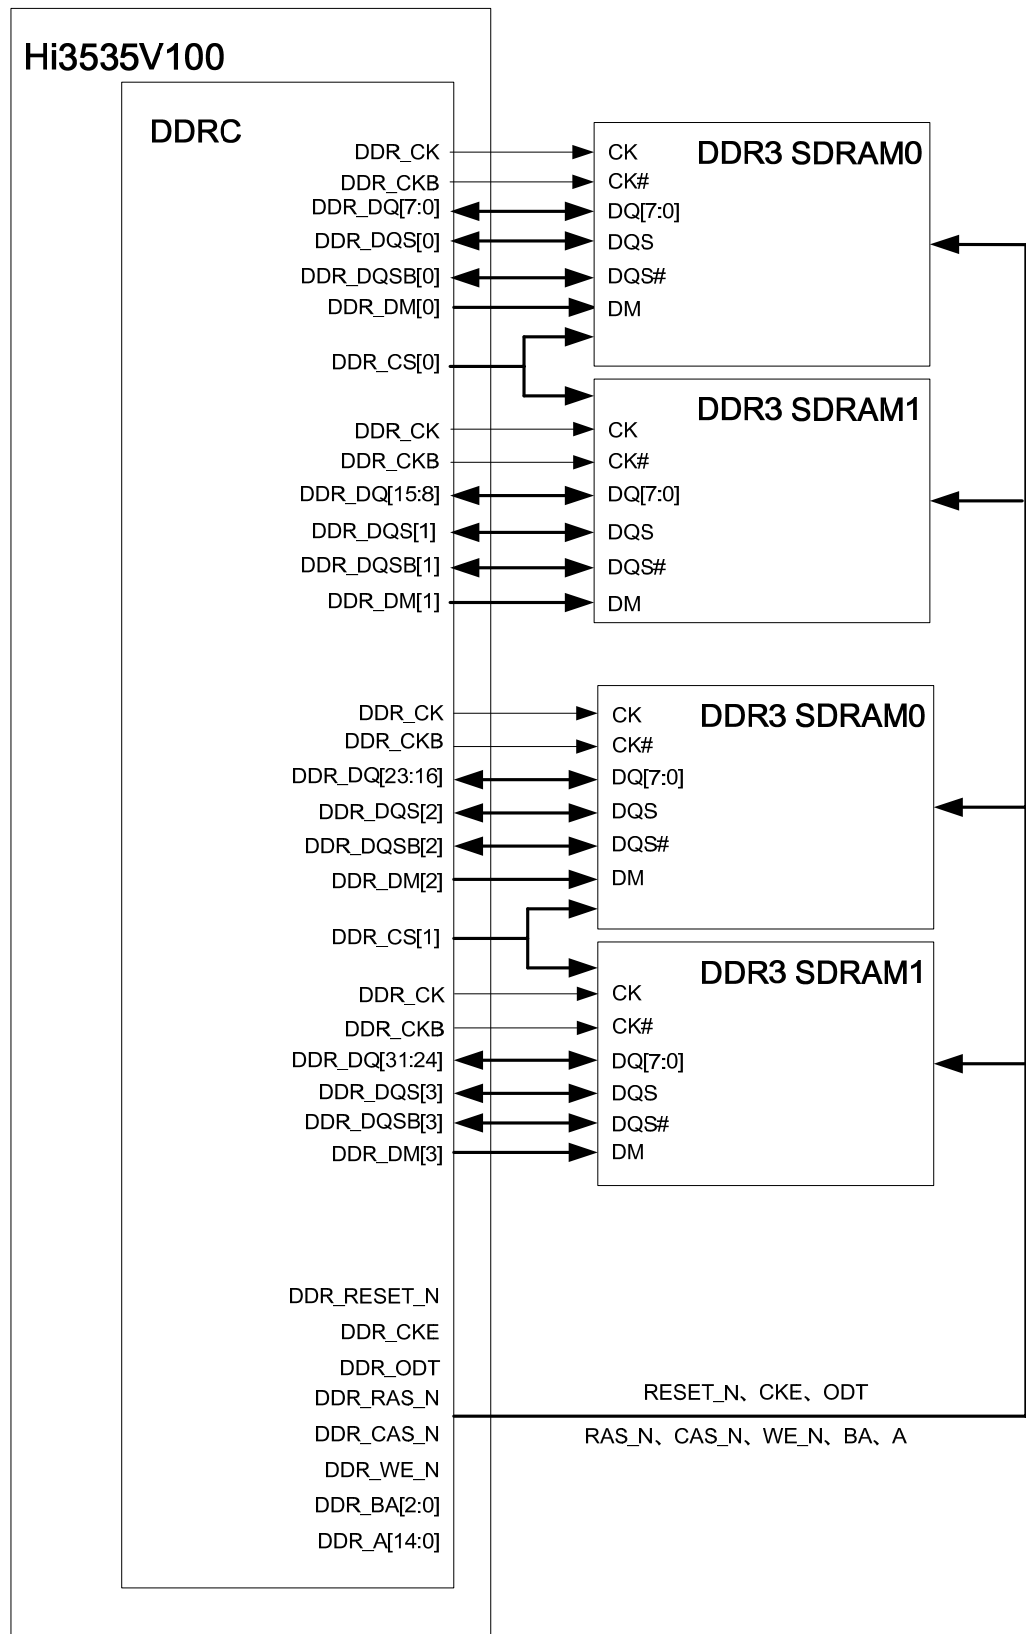 Hi3535V100
DDRC
DDR_CK
CK
DDR3 SDRAM0
DDR_CKB
CK#
DDR_DQ[7:0]
DQ[7:0]
DDR_DQS[0]
DQS
DDR_DQSB[0]
DQS#
DDR_DM[0]
DM
DDR_CS[0]
DDR3 SDRAM1
DDR_CK
CK
DDR_CKB
CK#
DDR_DQ[15:8]
DQ[7:0]
DDR_DQS[1]
DQS
DDR_DQSB[1]
DQS#
DDR_DM[1]
DM
DDR_CK
CK
DDR3 SDRAM0
DDR_CKB
CK#
DDR_DQ[23:16]
DQ[7:0]
DDR_DQS[2]
DQS
DDR_DQSB[2]
DQS#
DDR_DM[2]
DM
DDR_CS[1]
DDR3 SDRAM1
DDR_CK
CK
DDR_CKB
CK#
DDR_DQ[31:24]
DQ[7:0]
DDR_DQS[3]
DQS
DDR_DQSB[3]
DQS#
DDR_DM[3]
DM
DDR_RESET_N
DDR_CKE
DDR_ODT
DDR_RAS_N
RESET_N、CKE、ODT
DDR_CAS_N
RAS_N、CAS_N、WE_N、BA、A
DDR_WE_N
DDR_BA[2:0]
DDR_A[14:0]